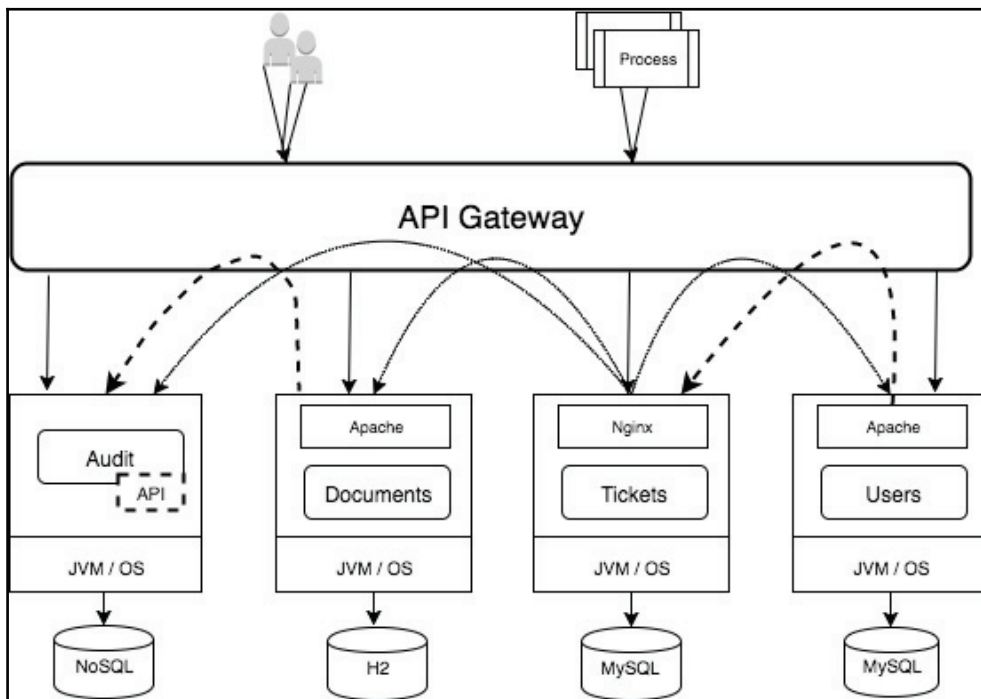 Process
API Gateway
Apache
Nginx
Apache
Audit
API
Documents
Tickets
Users
JVM / OS
JVM / OS
JVM / OS
JVM / OS
NoSQL
H2
MySQL
MySQL